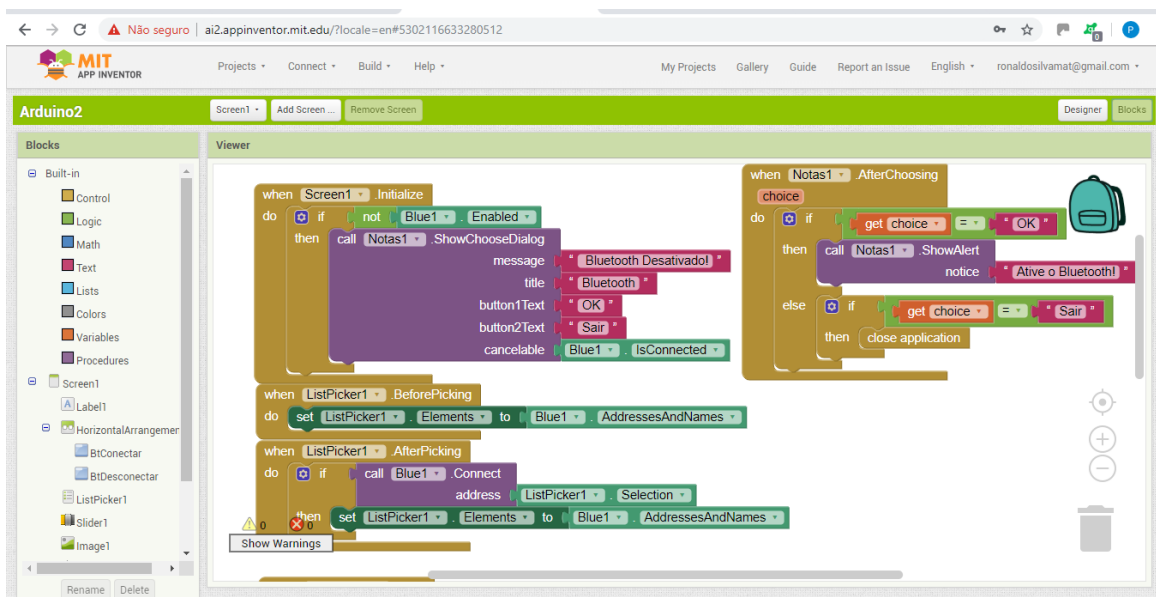 Não seguro ai2.appinventor.mit.edu/?locale=en#5302116633280512 0 P
MIT
APP INVENTOR
Projects Connect Build Help My Projects Gallery Guide Report an Issue English ronaldosilvamat@gmail.com
Arduino2 Screen1 Add Screen ... Remove Screen Designer Blocks
Blocks
Built-in
Control
Logic
Math
Text
Lists
Colors
Variables
Procedures
Screen1
A Label1
HorizontalArrangemer
BtConectar
BtDesconectar
ListPicker1
Slider1
Image1
Rename Delete
Viewer
when Screen1 .Initialize
do if not Blue1 . Enabled
then call Notas1 .ShowChooseDialog
message " Bluetooth Desativado! "
title " Bluetooth "
button1Text " OK "
button2Text " Sair "
cancelable Blue1 . IsConnected
when ListPicker1 .BeforePicking
do set ListPicker1 . Elements to Blue1 . AddressesAndNames
when ListPicker1 .AfterPicking
do if call Blue1 .Connect
address ListPicker1 . Selection
then set ListPicker1 . Elements to Blue1 . AddressesAndNames
0 0
Show Warnings
when Notas1 .AfterChoosing
choice
do if get choice = " OK "
then call Notas1 .ShowAlert
notice " Ative o Bluetooth! "
else if get choice = " Sair "
then close application